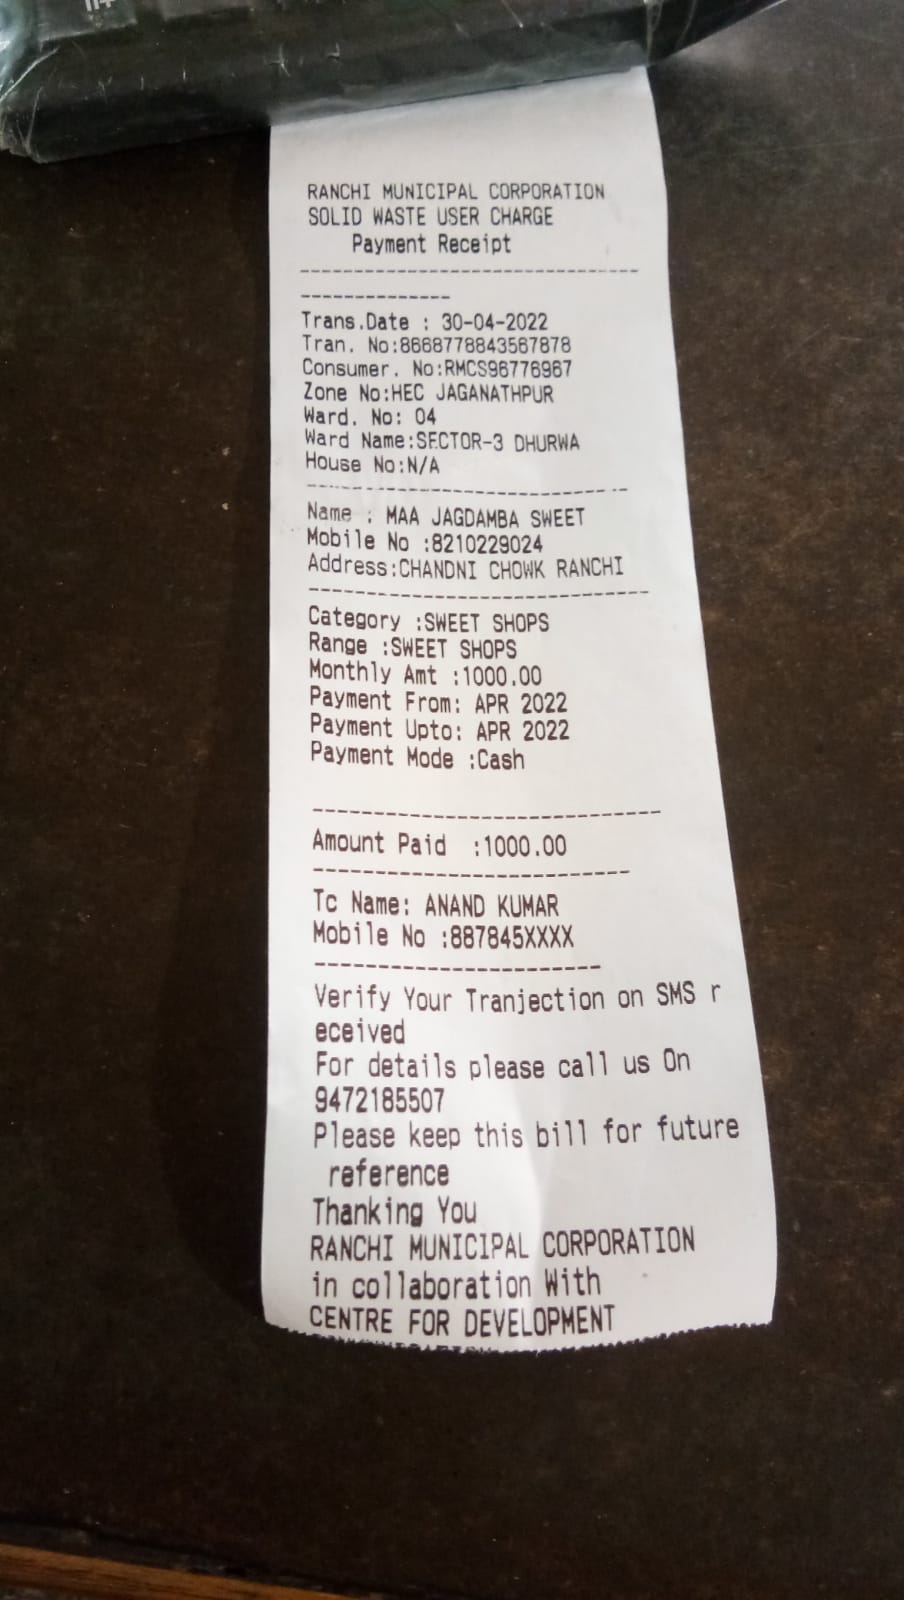 RANCHI MUNICIPAL CORPORATION
SOLID WASTE USER CHARGE
Payment Receipt
Trans.Date : 30-04-2022
Tran. No:8668778843567878
Consumer. No:RMCS96776967
Zone No:HEC JAGANATHPUR
Ward. No: 04
Ward Name:SECTOR-3 DHURWA
House No:N/A
Name : MAA JAGDAMBA SWEET
Mobile No :8210229024
Address:CHANDNI CHOWK RANCHI
Category :SWEET SHOPS
Range :SWEET SHOPS
Monthly Amt :1000.00
Payment From: APR 2022
Payment Upto: APR 2022
Payment Mode :Cash
Amount Paid :1000.00
Tc Name: ANAND KUMAR
Mobile No :887845XXXX
Verify Your Tranjection on SMS r
eceived
For details please call us On
9472185507
Please keep this bill for future
reference
Thanking You
RANCHI MUNICIPAL CORPORATION
in collaboration With
CENTRE FOR DEVELOPMENT